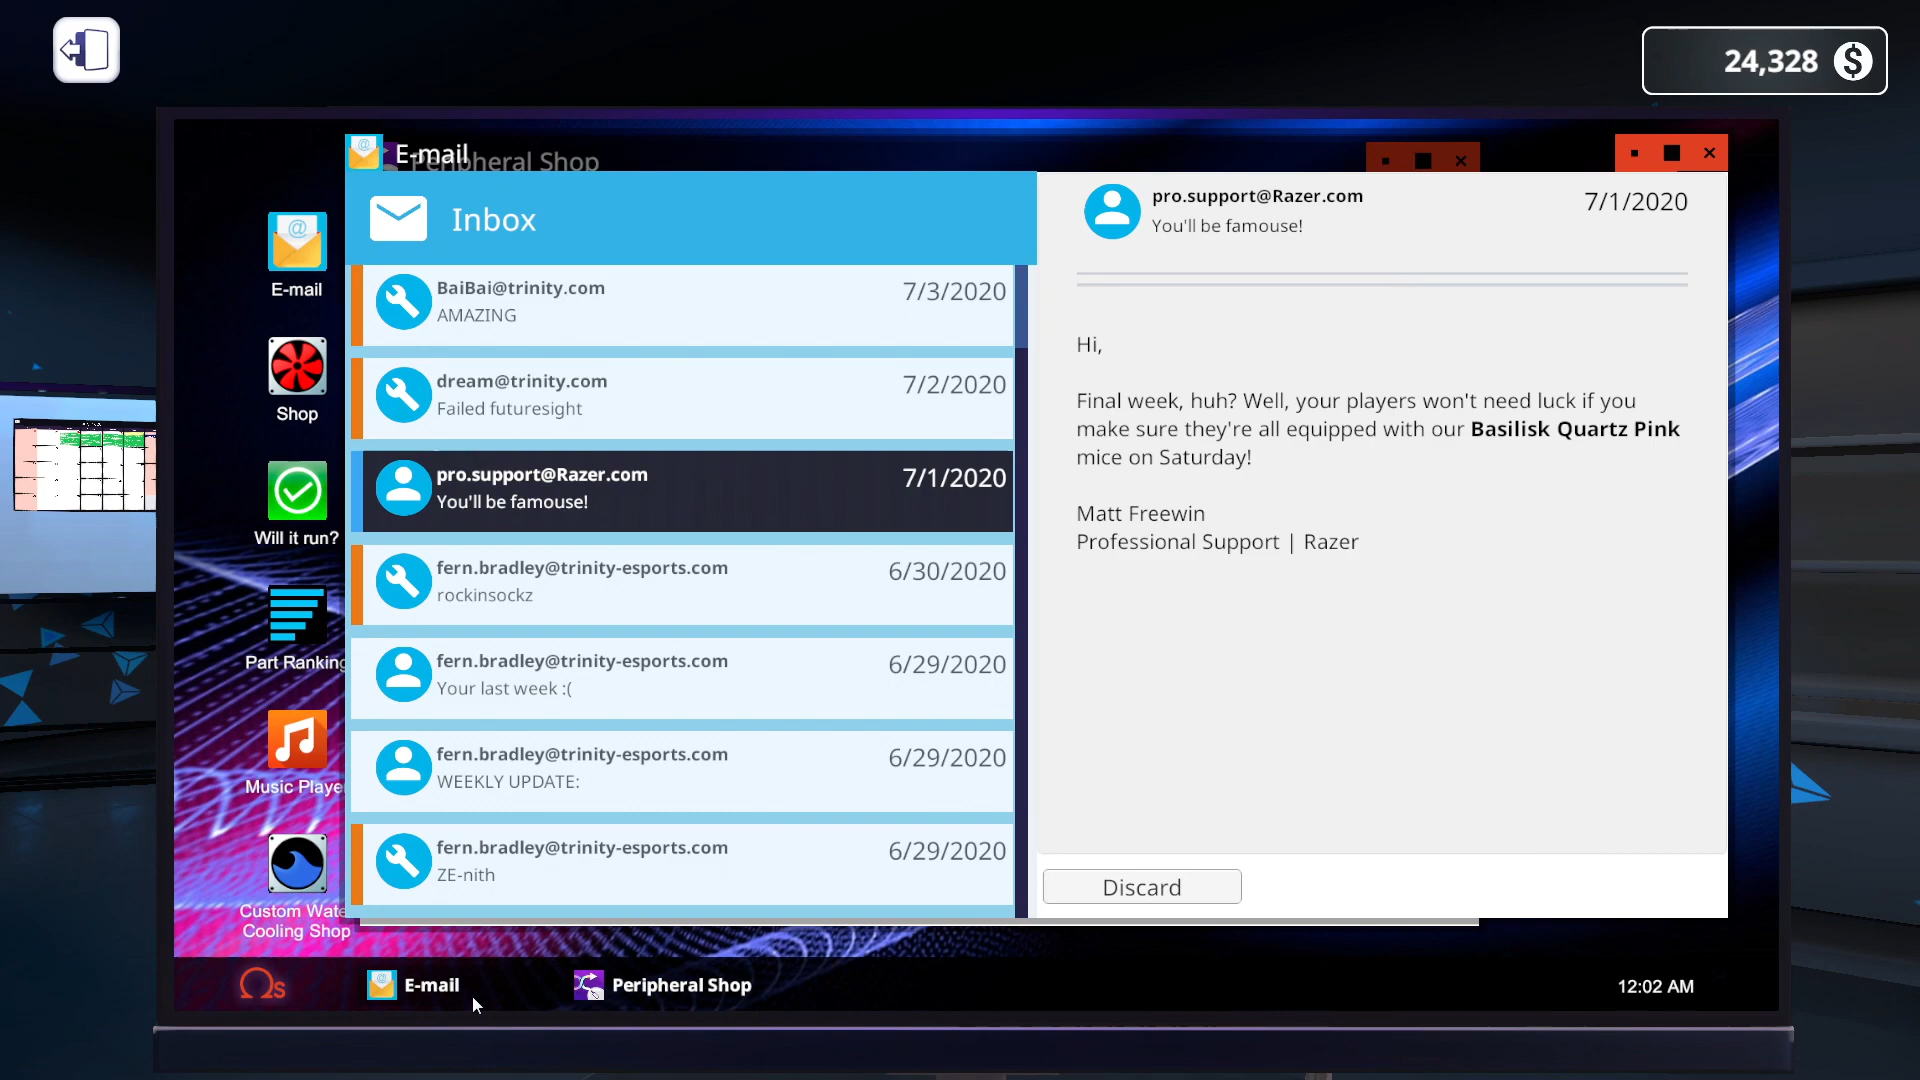 24,328
E-mail
Peripheral Shop
Inbox
pro.support@Razer.com
7/1/2020
You'll be famouse!
E-mail
Shop
Will it run?
Part Ranking
Music Playe
Custom Wate
Cooling Shop
BaiBai@trinity.com
7/3/2020
AMAZING
dream@trinity.com
7/2/2020
Failed futuresight
pro.support@Razer.com
7/1/2020
You'll be famouse!
fern.bradley@trinity-esports.com
6/30/2020
rockinsockz
fern.bradley@trinity-esports.com
6/29/2020
Your last week :(
fern.bradley@trinity-esports.com
6/29/2020
WEEKLY UPDATE:
fern.bradley@trinity-esports.com
6/29/2020
ZE-nith
Hi,
Final week, huh? Well, your players won't need luck if you
make sure they're all equipped with our Basilisk Quartz Pink
mice on Saturday!
Matt Freewin
Professional Support | Razer
Discard
Ωs
E-mail
Peripheral Shop
12:02 AM